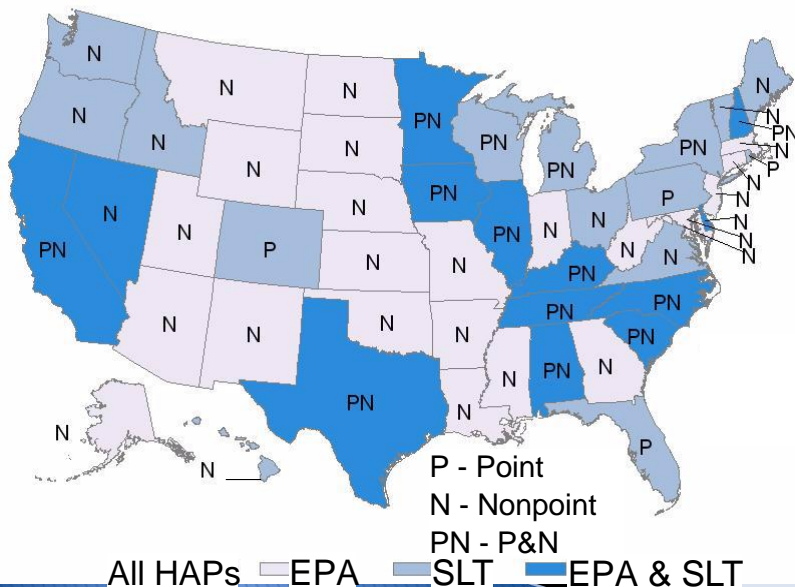 N
N N N
N PN N
PN
N N PN PN PN N
N P
N
N PN P N
N N N
N PN N N
PN P N N N
N N PN
N PN PN
N N N PN
N PN N
PN N
N P
N
P - Point
N - Nonpoint
PN - P&N
All HAPs EPA SLT EPA & SLT